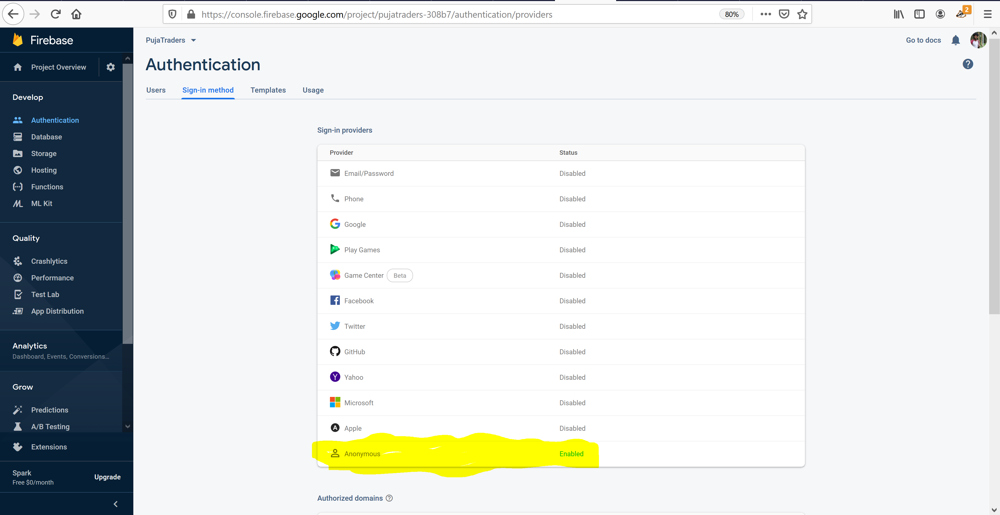 https://console.firebase.google.com/project/pujatraders-308b7/authentication/providers
80%
2
Firebase
PujaTraders
Go to docs
Project Overview
Authentication
Users Sign-in method Templates Usage
Develop
Authentication
Database
Storage
Hosting
Functions
ML Kit
Quality
Crashlytics
Performance
Test Lab
App Distribution
Analytics
Dashboard, Events, Conversions...
Grow
Predictions
A/B Testing
Extensions
Spark
Free $0/month
Upgrade
Sign-in providers
Provider Status
Email/Password Disabled
Phone Disabled
Google Disabled
Play Games Disabled
Game Center Beta Disabled
Facebook Disabled
Twitter Disabled
GitHub Disabled
Yahoo Disabled
Microsoft Disabled
Apple Disabled
Anonymous Enabled
Authorized domains